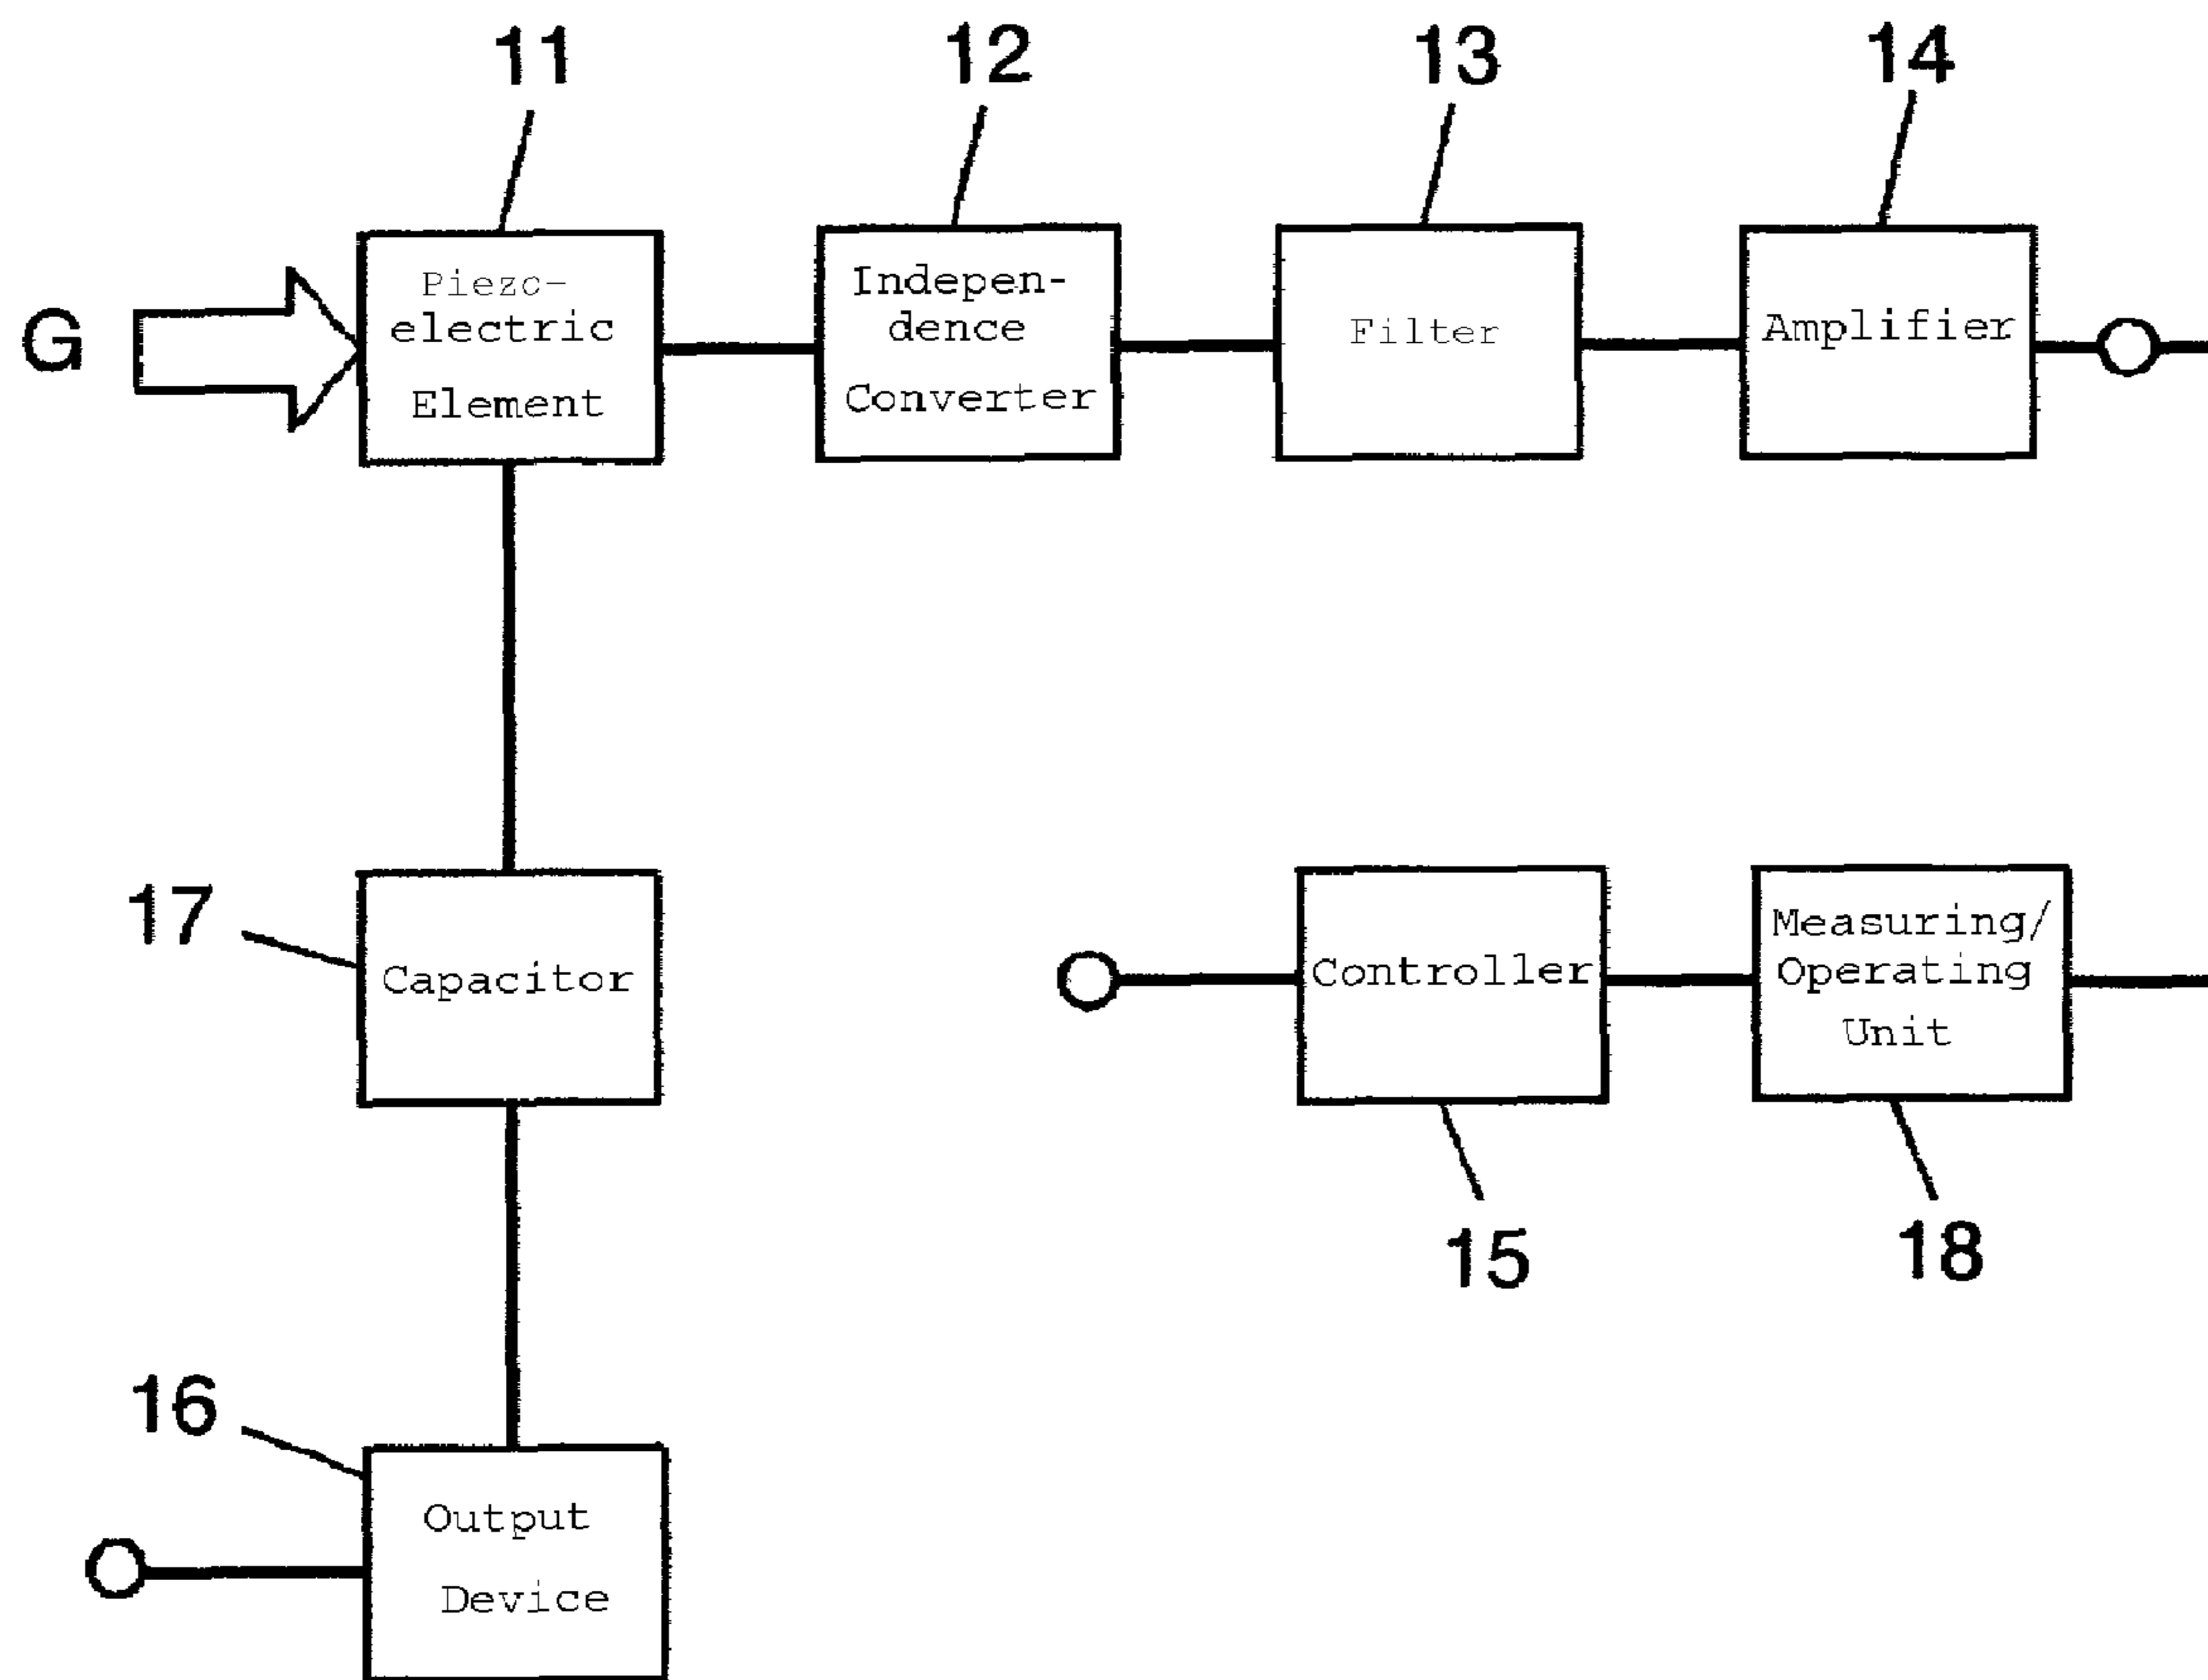 11
12
13
14
G
Piezo-
electric
Element
Indepen-
dence
Converter
Filter
Amplifier
17
Capacitor
Controller
Measuring/
Operating
Unit
15
18
16
Output
Device